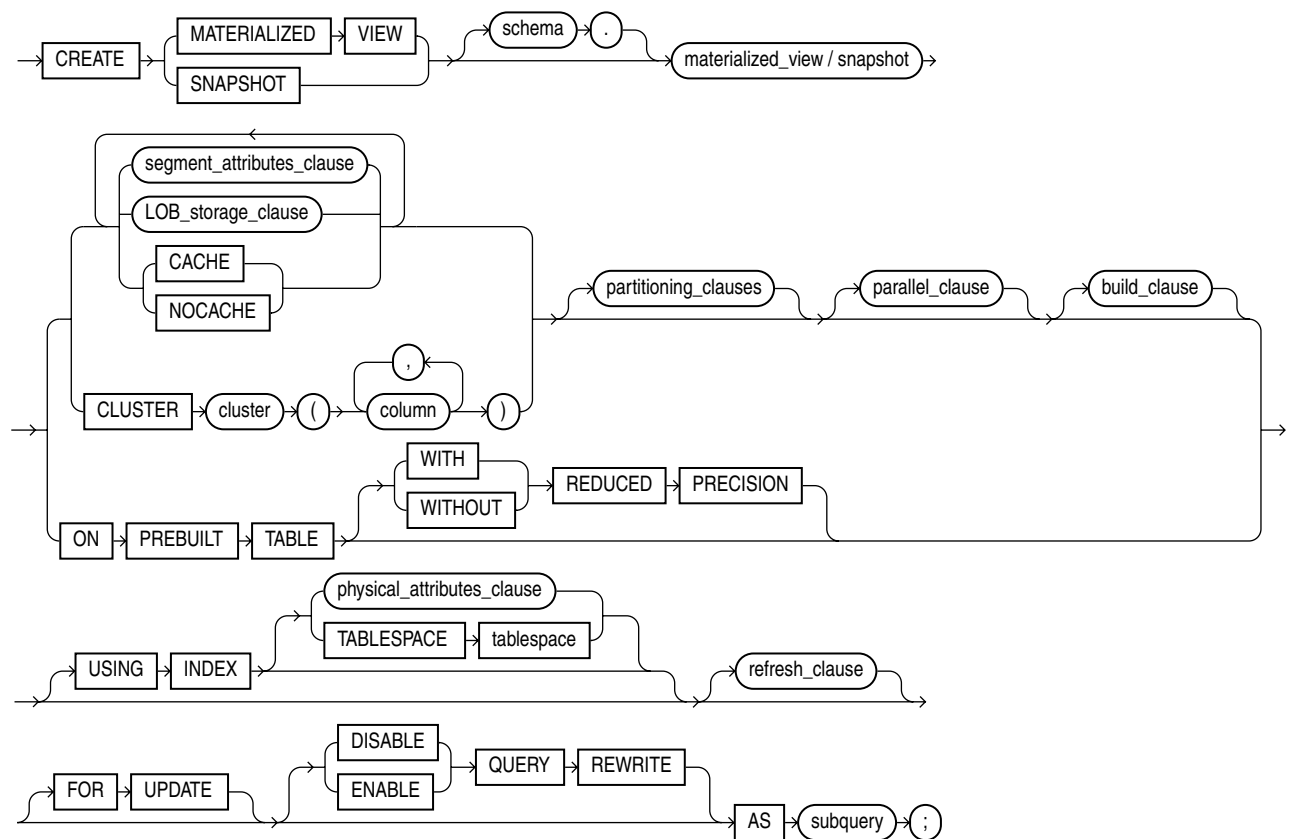 MATERIALIZED VIEW schema .
CREATE materialized_view / snapshot
SNAPSHOT
segment_attributes_clause
LOB_storage_clause
CACHE
partitioning_clauses parallel_clause build_clause
NOCACHE
,
CLUSTER cluster ( column )
WITH
REDUCED PRECISION
WITHOUT
ON PREBUILT TABLE
physical_attributes_clause
TABLESPACE tablespace
USING INDEX refresh_clause
DISABLE
FOR UPDATE QUERY REWRITE
ENABLE
AS subquery ;